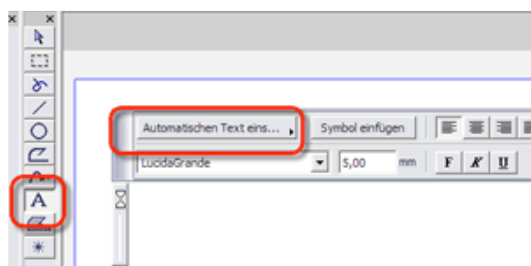 Automatischen Text eins... Symbol einfügen
LucidaGrande 5,00 mm F K U
A